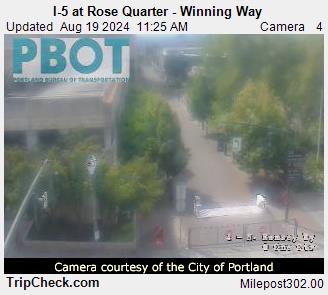 I-5 at Rose Quarter - Winning Way
Updated Aug 19 2024 11:25 AM Camera 4
PBOT
PORTLAND BUREAU OF TRANSPORTATION
Camera courtesy of the City of Portland
TripCheck.com Milepost302.00